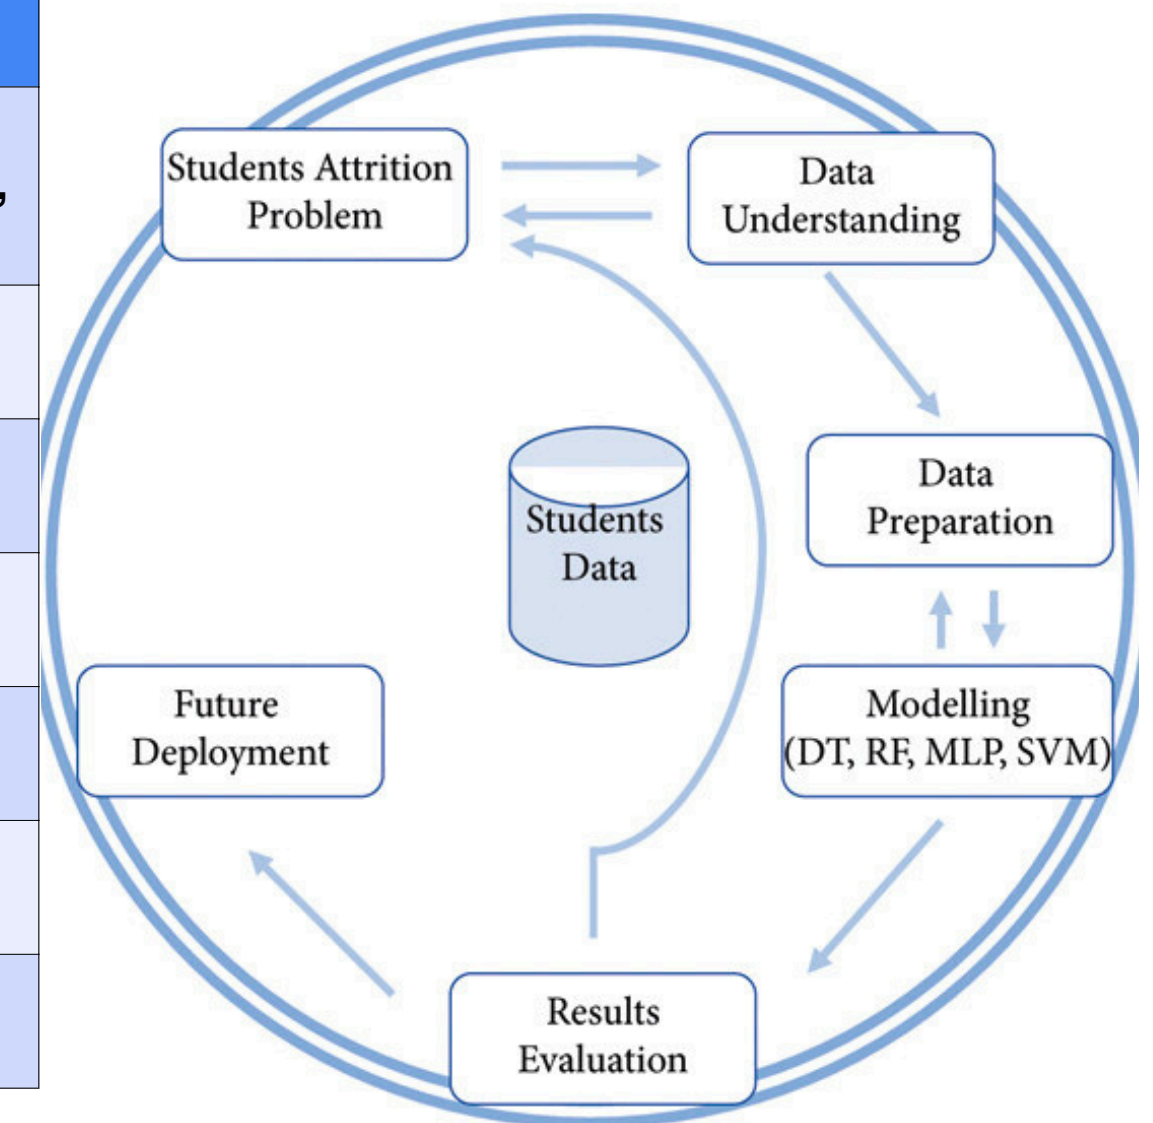 ,
Students Attrition
Problem
Data
Understanding
Data
Preparation
Students
Data
Future
Deployment
Modelling
(DT, RF, MLP, SVM)
Results
Evaluation